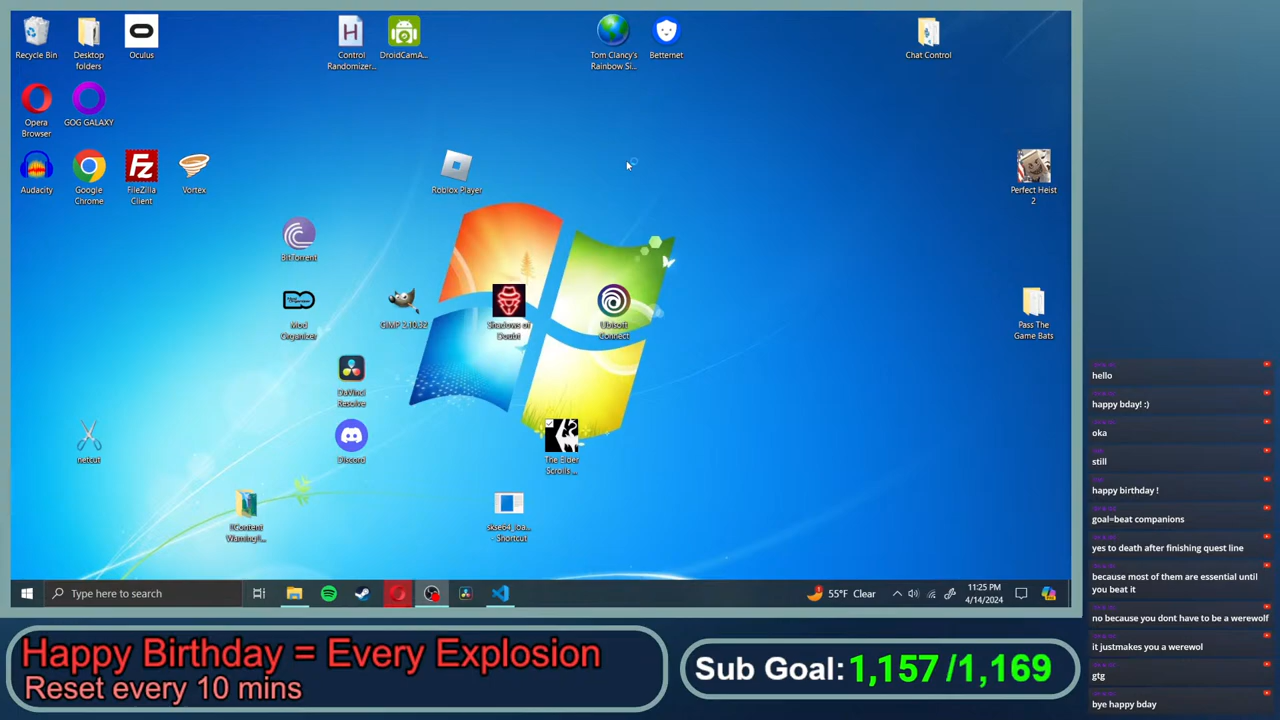 Recycle Bin
Desktop
folders
Oculus
Control
Randomizer...
DroidCamA...
Tom Clancy's
Rainbow Si...
Betternet
Chat Control
Opera
Browser
GOG GALAXY
Audacity
Google
Chrome
FileZilla
Client
Vortex
Roblox Player
Perfect Heist
2
BitTorrent
Mod
Organizer
GIMP 2.10.32
Shadows of
Doubt
Ubisoft
Connect
Pass The
Game Bats
DaVinci
Resolve
netcut
Discord
The Elder
Scrolls...
!Content
Warning!...
skse64_loa...
- Shortcut
Type here to search
55°F Clear
11:25 PM
4/14/2024
hello
happy bday! :)
oka
still
happy birthday !
goal=beat companions
yes to death after finishing quest line
because most of them are essential until
you beat it
no because you dont have to be a werewolf
it justmakes you a werewol
gtg
bye happy bday
Happy Birthday = Every Explosion
Reset every 10 mins
Sub Goal: 1,157 /1,169